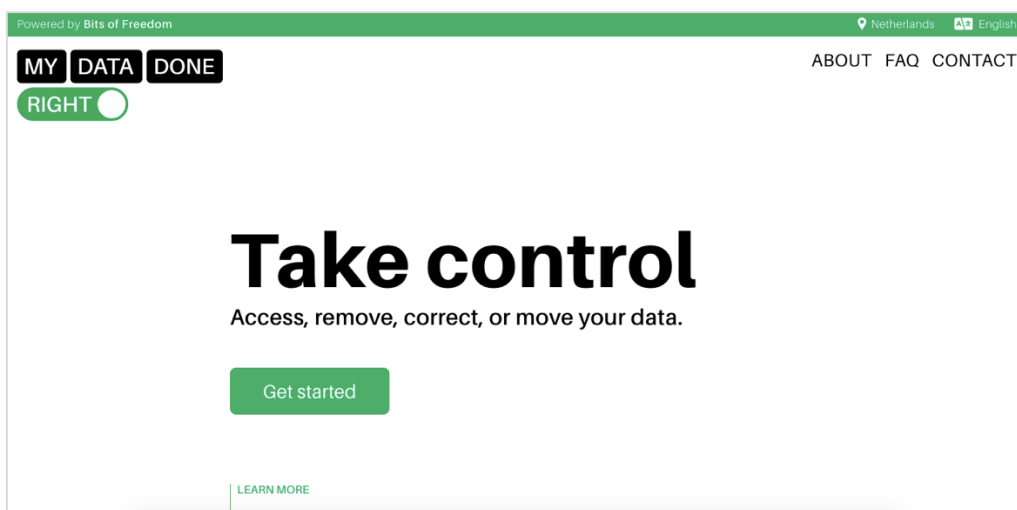 Powered by Bits of Freedom
Netherlands
English
MY DATA DONE
RIGHT
ABOUT FAQ CONTACT
Take control
Access, remove, correct, or move your data.
Get started
LEARN MORE